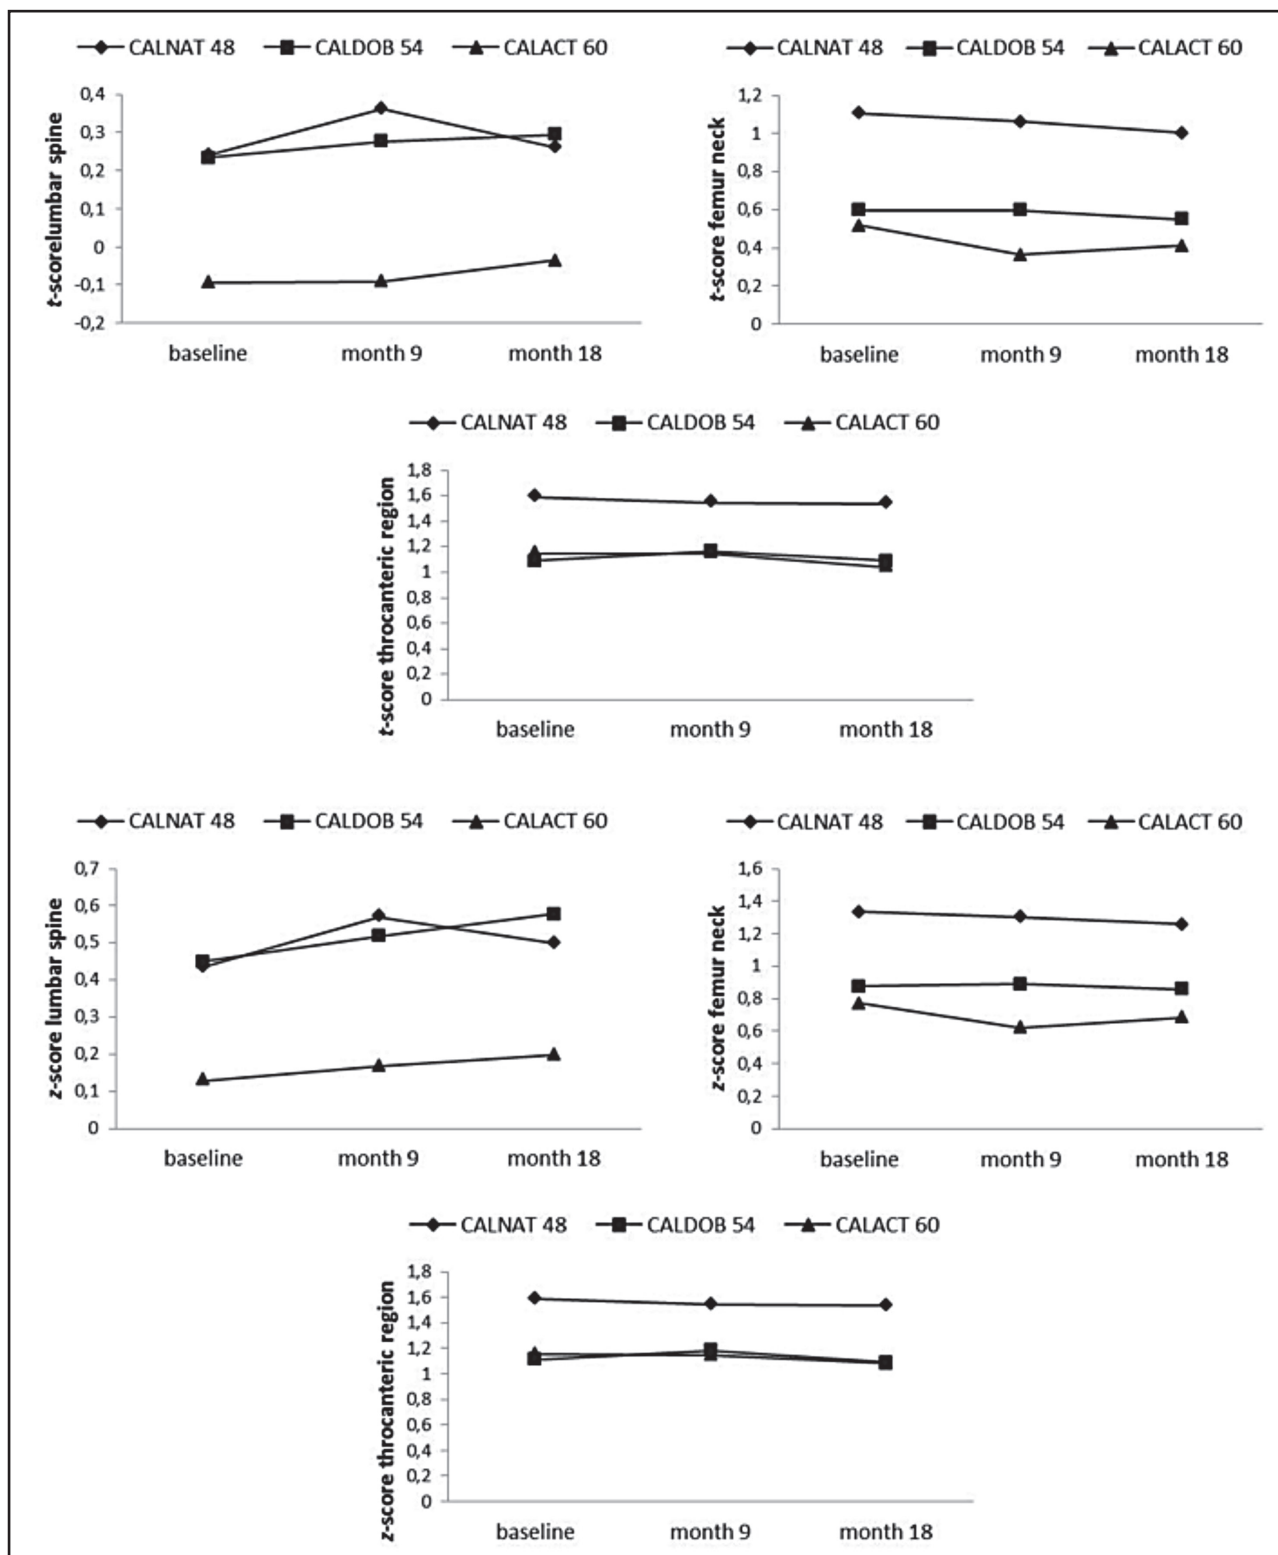 CALNAT 48 CALDOB 54 CALACT 60
t-scorelumbar spine
0,4
0,3
0,2
0,1
0
-0,1
-0,2
baseline month 9 month 18
CALNAT 48 CALDOB 54 CALACT 60
t-score femur neck
1,2
1
0,8
0,6
0,4
0,2
0
baseline month 9 month 18
CALNAT 48 CALDOB 54 CALACT 60
t-score throcanteric region
1,8
1,6
1,4
1,2
1
0,8
0,6
0,4
0,2
0
baseline month 9 month 18
CALNAT 48 CALDOB 54 CALACT 60
z-score lumbar spine
0,7
0,6
0,5
0,4
0,3
0,2
0,1
0
baseline month 9 month 18
CALNAT 48 CALDOB 54 CALACT 60
z-score femur neck
1,6
1,4
1,2
1
0,8
0,6
0,4
0,2
0
baseline month 9 month 18
CALNAT 48 CALDOB 54 CALACT 60
z-score throcanteric region
1,8
1,6
1,4
1,2
1
0,8
0,6
0,4
0,2
0
baseline month 9 month 18